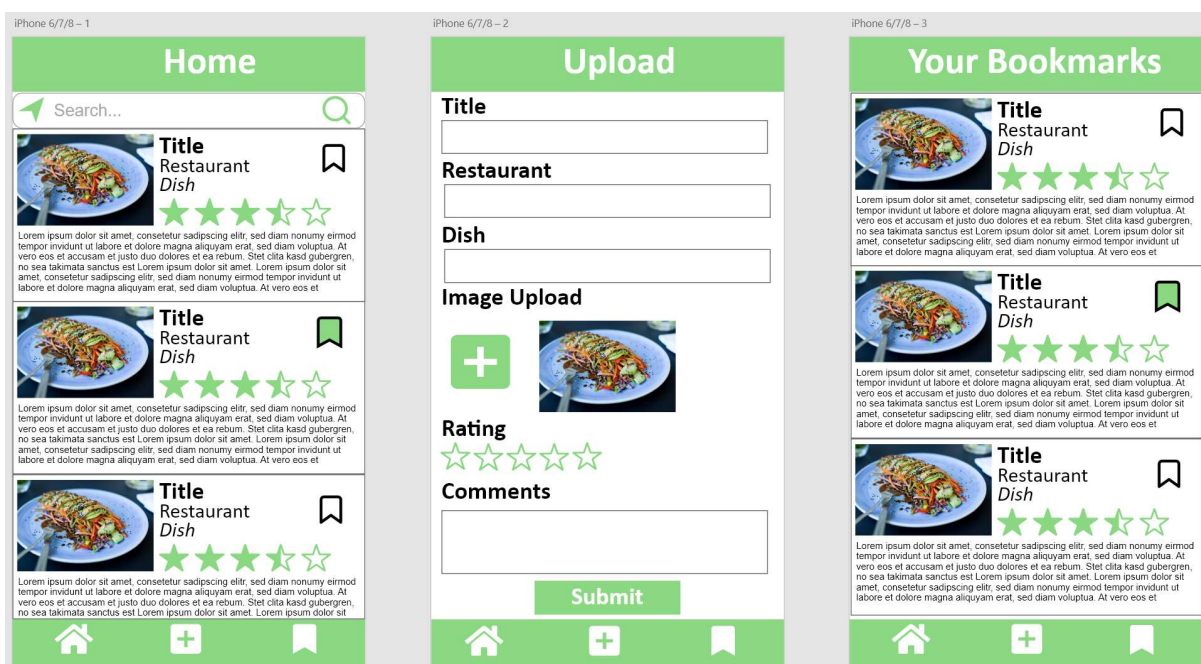 iPhone 6/7/8 – 1
Home
Search...
Title
Restaurant
Dish
Lorem ipsum dolor sit amet, consetetur sadipscing elitr, sed diam nonumy eirmod
tempor invidunt ut labore et dolore magna aliquyam erat, sed diam voluptua. At
vero eos et accusam et justo duo dolores et ea rebum. Stet clita kasd gubergren,
no sea takimata sanctus est Lorem ipsum dolor sit amet. Lorem ipsum dolor sit
amet, consetetur sadipscing elitr, sed diam nonumy eirmod tempor invidunt ut
labore et dolore magna aliquyam erat, sed diam voluptua. At vero eos et
Title
Restaurant
Dish
Lorem ipsum dolor sit amet, consetetur sadipscing elitr, sed diam nonumy eirmod
tempor invidunt ut labore et dolore magna aliquyam erat, sed diam voluptua. At
vero eos et accusam et justo duo dolores et ea rebum. Stet clita kasd gubergren,
no sea takimata sanctus est Lorem ipsum dolor sit amet. Lorem ipsum dolor sit
amet, consetetur sadipscing elitr, sed diam nonumy eirmod tempor invidunt ut
labore et dolore magna aliquyam erat, sed diam voluptua. At vero eos et
Title
Restaurant
Dish
Lorem ipsum dolor sit amet, consetetur sadipscing elitr, sed diam nonumy eirmod
tempor invidunt ut labore et dolore magna aliquyam erat, sed diam voluptua. At
vero eos et accusam et justo duo dolores et ea rebum. Stet clita kasd gubergren,
no sea takimata sanctus est Lorem ipsum dolor sit amet. Lorem ipsum dolor sit
iPhone 6/7/8 – 2
Upload
Title
Restaurant
Dish
Image Upload
Rating
Comments
Submit
iPhone 6/7/8 – 3
Your Bookmarks
Title
Restaurant
Dish
Lorem ipsum dolor sit amet, consetetur sadipscing elitr, sed diam nonumy eirmod
tempor invidunt ut labore et dolore magna aliquyam erat, sed diam voluptua. At
vero eos et accusam et justo duo dolores et ea rebum. Stet clita kasd gubergren,
no sea takimata sanctus est Lorem ipsum dolor sit amet. Lorem ipsum dolor sit
amet, consetetur sadipscing elitr, sed diam nonumy eirmod tempor invidunt ut
labore et dolore magna aliquyam erat, sed diam voluptua. At vero eos et
Title
Restaurant
Dish
Lorem ipsum dolor sit amet, consetetur sadipscing elitr, sed diam nonumy eirmod
tempor invidunt ut labore et dolore magna aliquyam erat, sed diam voluptua. At
vero eos et accusam et justo duo dolores et ea rebum. Stet clita kasd gubergren,
no sea takimata sanctus est Lorem ipsum dolor sit amet. Lorem ipsum dolor sit
amet, consetetur sadipscing elitr, sed diam nonumy eirmod tempor invidunt ut
labore et dolore magna aliquyam erat, sed diam voluptua. At vero eos et
Title
Restaurant
Dish
Lorem ipsum dolor sit amet, consetetur sadipscing elitr, sed diam nonumy eirmod
tempor invidunt ut labore et dolore magna aliquyam erat, sed diam voluptua. At
vero eos et accusam et justo duo dolores et ea rebum. Stet clita kasd gubergren,
no sea takimata sanctus est Lorem ipsum dolor sit amet. Lorem ipsum dolor sit
amet, consetetur sadipscing elitr, sed diam nonumy eirmod tempor invidunt ut
labore et dolore magna aliquyam erat, sed diam voluptua. At vero eos et